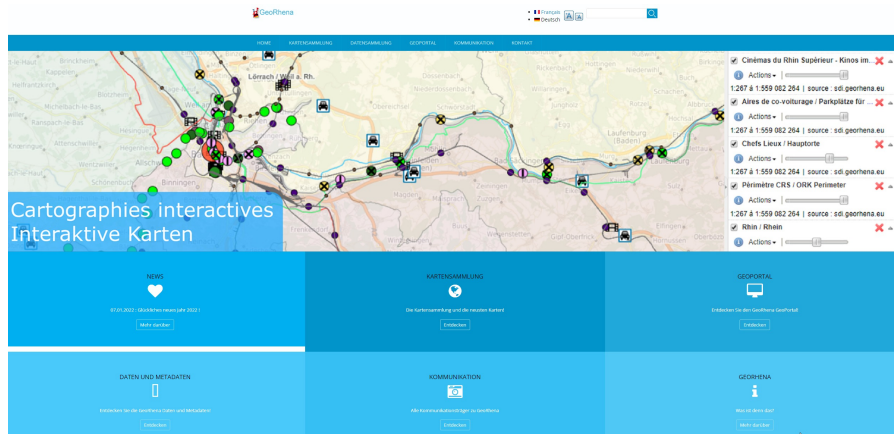 GeoRhena
Français
Deutsch
A A
HOME KARTENSAMMLUNG DATENSAMMLUNG GEOPORTAL KOMMUNIKATION KONTAKT
Lörrach / Weil a. Rh.
Binningen
Laufenburg
(Baden)
Cinémas du Rhin Supérieur - Kinos im...
Actions
1:267 à 1:559 082 264 | source : sdi.georhena.eu
Aires de co-voiturage / Parkplätze für ...
Actions
1:267 à 1:559 082 264 | source : sdi.georhena.eu
Chefs Lieux / Hauptorte
Actions
1:267 à 1:559 082 264 | source : sdi.georhena.eu
Périmètre CRS / ORK Perimeter
Actions
1:267 à 1:559 082 264 | source : sdi.georhena.eu
Rhin / Rhein
Actions
Cartographies interactives
Interaktive Karten
NEWS
07.01.2022 : Glückliches neues Jahr 2022 !
Mehr darüber
KARTENSAMMLUNG
Die Kartensammlung und die neusten Karten!
Entdecken
GEOPORTAL
Entdecken Sie den GeoRhena GeoPortal!
Entdecken
DATEN UND METADATEN
Entdecken Sie die GeoRhena Daten und Metadaten!
Entdecken
KOMMUNIKATION
Alle Kommunikationsträger zu GeoRhena
Entdecken
GEORHENA
Was ist denn das?
Mehr darüber